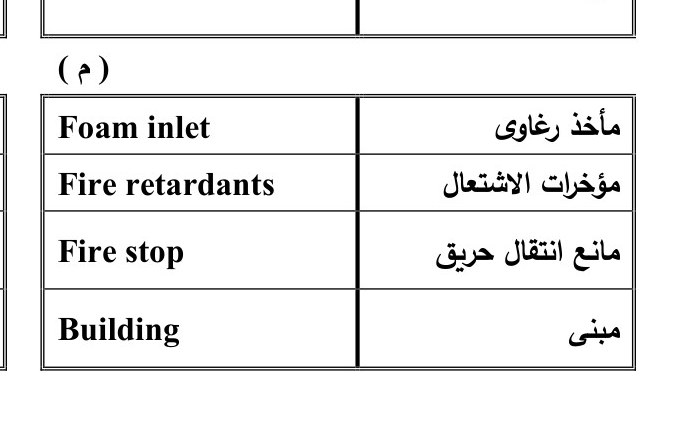 ( م )
Foam inlet مأخذ رغاوى
Fire retardants مؤخرات الاشتعال
Fire stop مانع انتقال حريق
Building مبنى